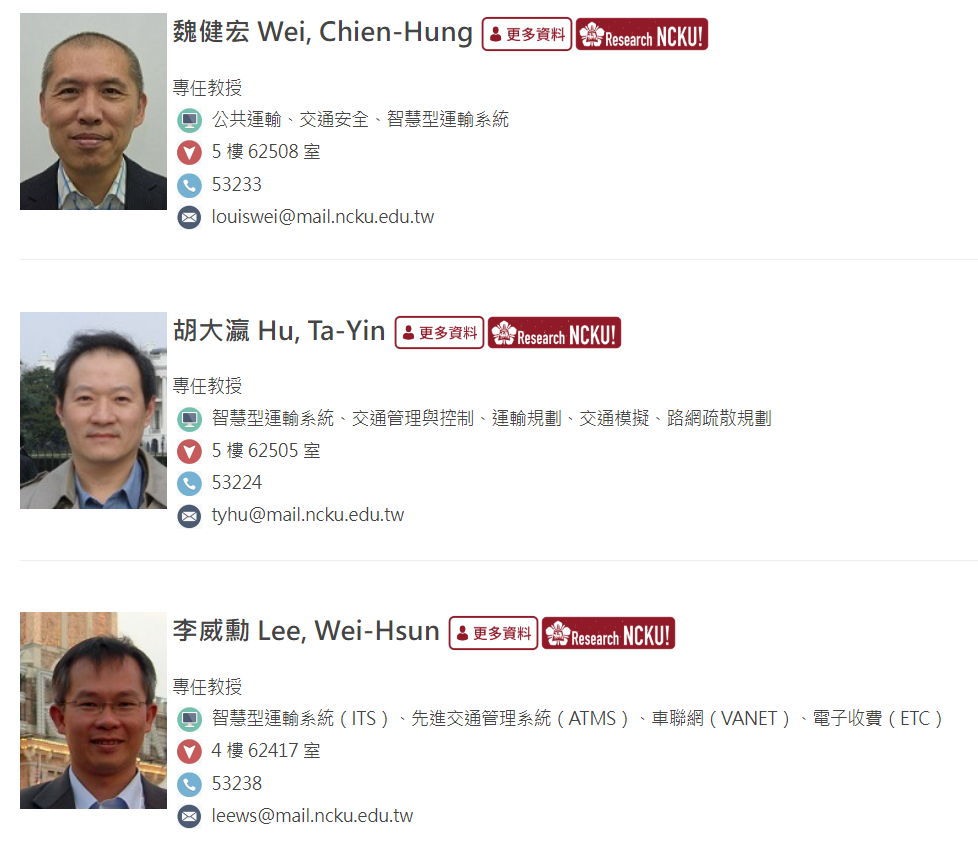 魏健宏 Wei, Chien-Hung 更多資料 Research NCKU!
專任教授
公共運輸、交通安全、智慧型運輸系統
5 樓 62508 室
53233
louiswei@mail.ncku.edu.tw
胡大瀛 Hu, Ta-Yin 更多資料 Research NCKU!
專任教授
智慧型運輸系統、交通管理與控制、運輸規劃、交通模擬、路網疏散規劃
5 樓 62505 室
53224
tyhu@mail.ncku.edu.tw
李威勳 Lee, Wei-Hsun 更多資料 Research NCKU!
專任教授
智慧型運輸系統（ITS）、先進交通管理系統（ATMS）、車聯網（VANET）、電子收費（ETC）
4 樓 62417 室
53238
leews@mail.ncku.edu.tw